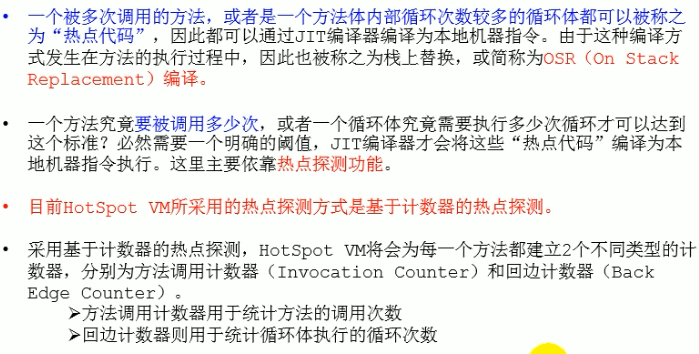 • 一个被多次调用的方法，或者是一个方法体内部循环次数较多的循环体都可以被称之
为“热点代码”，因此都可以通过JIT编译器编译为本地机器指令。由于这种编译方
式发生在方法的执行过程中，因此也被称之为栈上替换，或简称为OSR（On Stack
Replacement）编译。
• 一个方法究竟要被调用多少次，或者一个循环体究竟需要执行多少次循环才可以达到
这个标准？必然需要一个明确的阈值，JIT编译器才会将这些“热点代码”编译为本
地机器指令执行。这里主要依靠热点探测功能。
• 目前HotSpot VM所采用的热点探测方式是基于计数器的热点探测。
• 采用基于计数器的热点探测，HotSpot VM将会为每一个方法都建立2个不同类型的计
数器，分别为方法调用计数器（Invocation Counter）和回边计数器（Back
Edge Counter）。
➢方法调用计数器用于统计方法的调用次数
➢回边计数器则用于统计循环体执行的循环次数